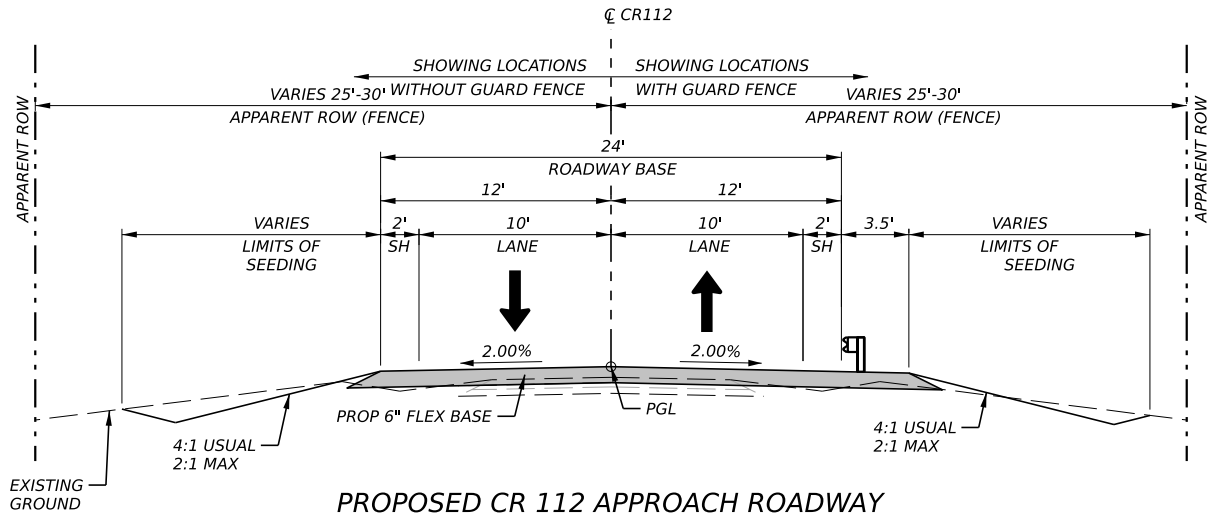 ℄ CR112
SHOWING LOCATIONS
WITHOUT GUARD FENCE
SHOWING LOCATIONS
WITH GUARD FENCE
VARIES 25'-30'
APPARENT ROW (FENCE)
VARIES 25'-30'
APPARENT ROW (FENCE)
APPARENT ROW
APPARENT ROW
24'
ROADWAY BASE
12'
12'
VARIES
LIMITS OF
SEEDING
2'
SH
10'
LANE
10'
LANE
2'
SH
3.5'
VARIES
LIMITS OF
SEEDING
2.00%
2.00%
PROP 6" FLEX BASE
PGL
4:1 USUAL
2:1 MAX
4:1 USUAL
2:1 MAX
EXISTING
GROUND
PROPOSED CR 112 APPROACH ROADWAY